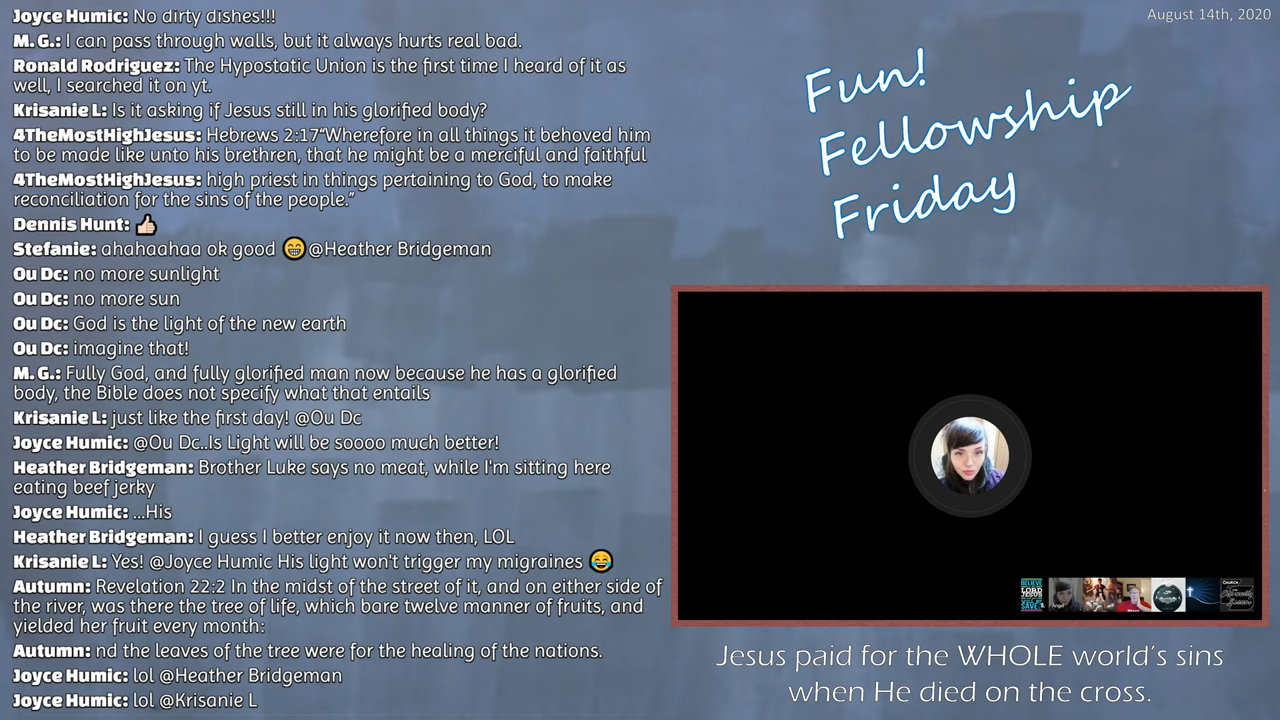 Joyce Humic: No dirty dishes!!!
M. G.: I can pass through walls, but it always hurts real bad.
Ronald Rodriguez: The Hypostatic Union is the first time I heard of it as
well, I searched it on yt.
Krisanie L: Is it asking if Jesus still in his glorified body?
4TheMostHighJesus: Hebrews 2:17“Wherefore in all things it behoved him
to be made like unto his brethren, that he might be a merciful and faithful
4TheMostHighJesus: high priest in things pertaining to God, to make
reconciliation for the sins of the people.”
Dennis Hunt: 👍🏻
Stefanie: ahahaahaa ok good 😁@Heather Bridgeman
Ou Dc: no more sunlight
Ou Dc: no more sun
Ou Dc: God is the light of the new earth
Ou Dc: imagine that!
M. G.: Fully God, and fully glorified man now because he has a glorified
body, the Bible does not specify what that entails
Krisanie L: just like the first day! @Ou Dc
Joyce Humic: @Ou Dc..Is Light will be soooo much better!
Heather Bridgeman: Brother Luke says no meat, while I'm sitting here
eating beef jerky
Joyce Humic: ...His
Heather Bridgeman: I guess I better enjoy it now then, LOL
Krisanie L: Yes! @Joyce Humic His light won't trigger my migraines 😂
Autumn: Revelation 22:2 In the midst of the street of it, and on either side of
the river, was there the tree of life, which bare twelve manner of fruits, and
yielded her fruit every month:
Autumn: nd the leaves of the tree were for the healing of the nations.
Joyce Humic: lol @Heather Bridgeman
Joyce Humic: lol @Krisanie L
August 14th, 2020
Fun!
Fellowship
Friday
BELIEVE
LORD
JESUS
SAVE
Angel
CHURCH
Jesus paid for the WHOLE world's sins
when He died on the cross.